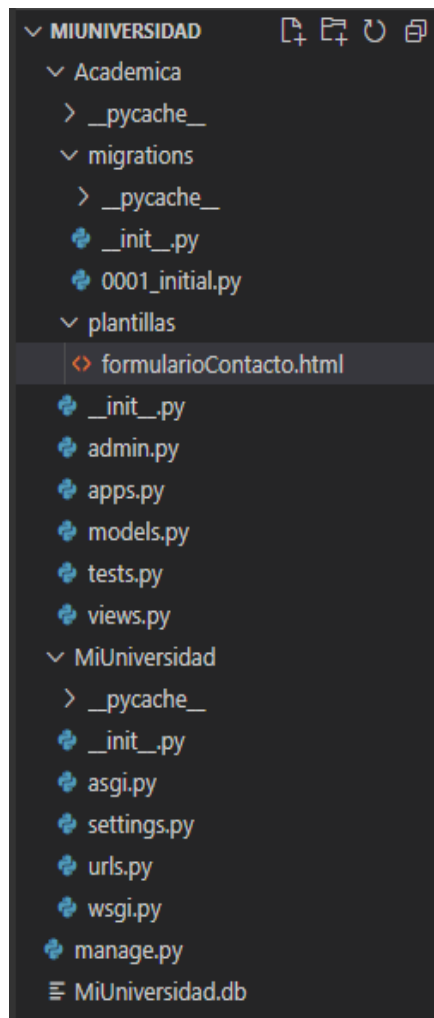 MIUNIVERSIDAD
Academica
__pycache__
migrations
__pycache__
__init__.py
0001_initial.py
plantillas
formularioContacto.html
__init__.py
admin.py
apps.py
models.py
tests.py
views.py
MiUniversidad
__pycache__
__init__.py
asgi.py
settings.py
urls.py
wsgi.py
manage.py
MiUniversidad.db